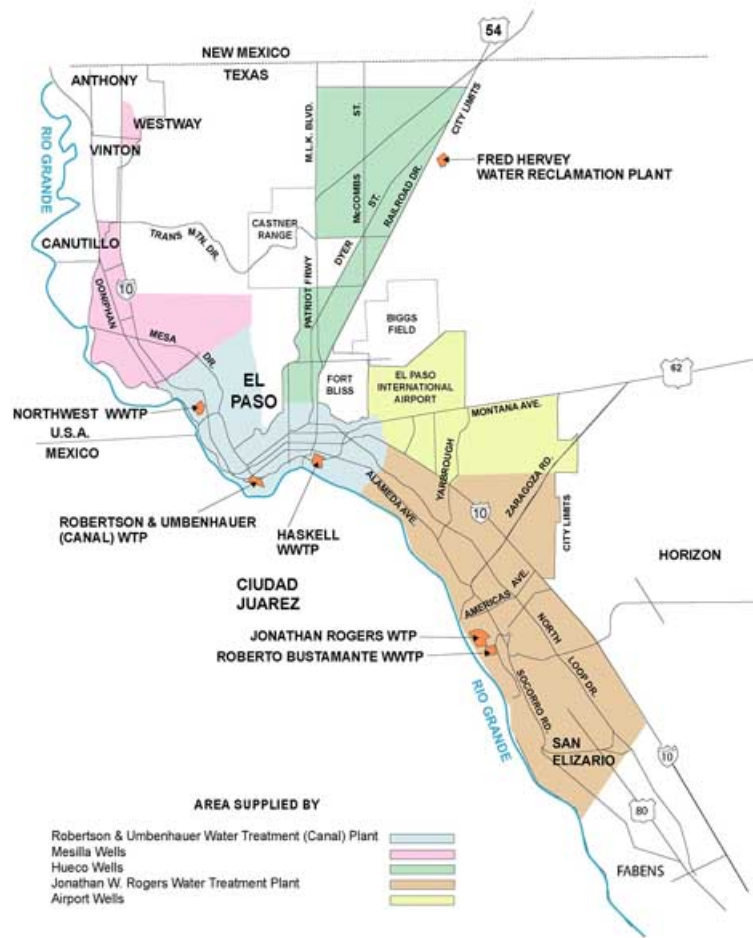 54
NEW MEXICO
TEXAS
ANTHONY
WESTWAY
VINTON
RIO GRANDE
M.L.K. BLVD.
McCOMBS ST.
CITY LIMITS
FRED HERVEY
WATER RECLAMATION PLANT
DYER ST.
RAILROAD DR.
CASTNER
RANGE
CANUTILLO
TRANS MTN. DR.
10
DONIPHAN
PATRIOT FRWY
MESA DR.
BIGGS
FIELD
EL
PASO
FORT
BLISS
EL PASO
INTERNATIONAL
AIRPORT
62
MONTANA AVE.
NORTHWEST WWTP
U.S.A.
MEXICO
YARBROUGH
ZARAGOZA RD.
ALAMEDA AVE.
10
CITY LIMITS
ROBERTSON & UMBENHAUER
(CANAL) WTP
HASKELL
WWTP
HORIZON
CIUDAD
JUAREZ
AMERICAS AVE.
JONATHAN ROGERS WTP
ROBERTO BUSTAMANTE WWTP
NORTH LOOP DR.
SOCORRO RD.
RIO GRANDE
SAN
ELIZARIO
10
80
FABENS
AREA SUPPLIED BY
Robertson & Umbenhauer Water Treatment (Canal) Plant
Mesilla Wells
Hueco Wells
Jonathan W. Rogers Water Treatment Plant
Airport Wells